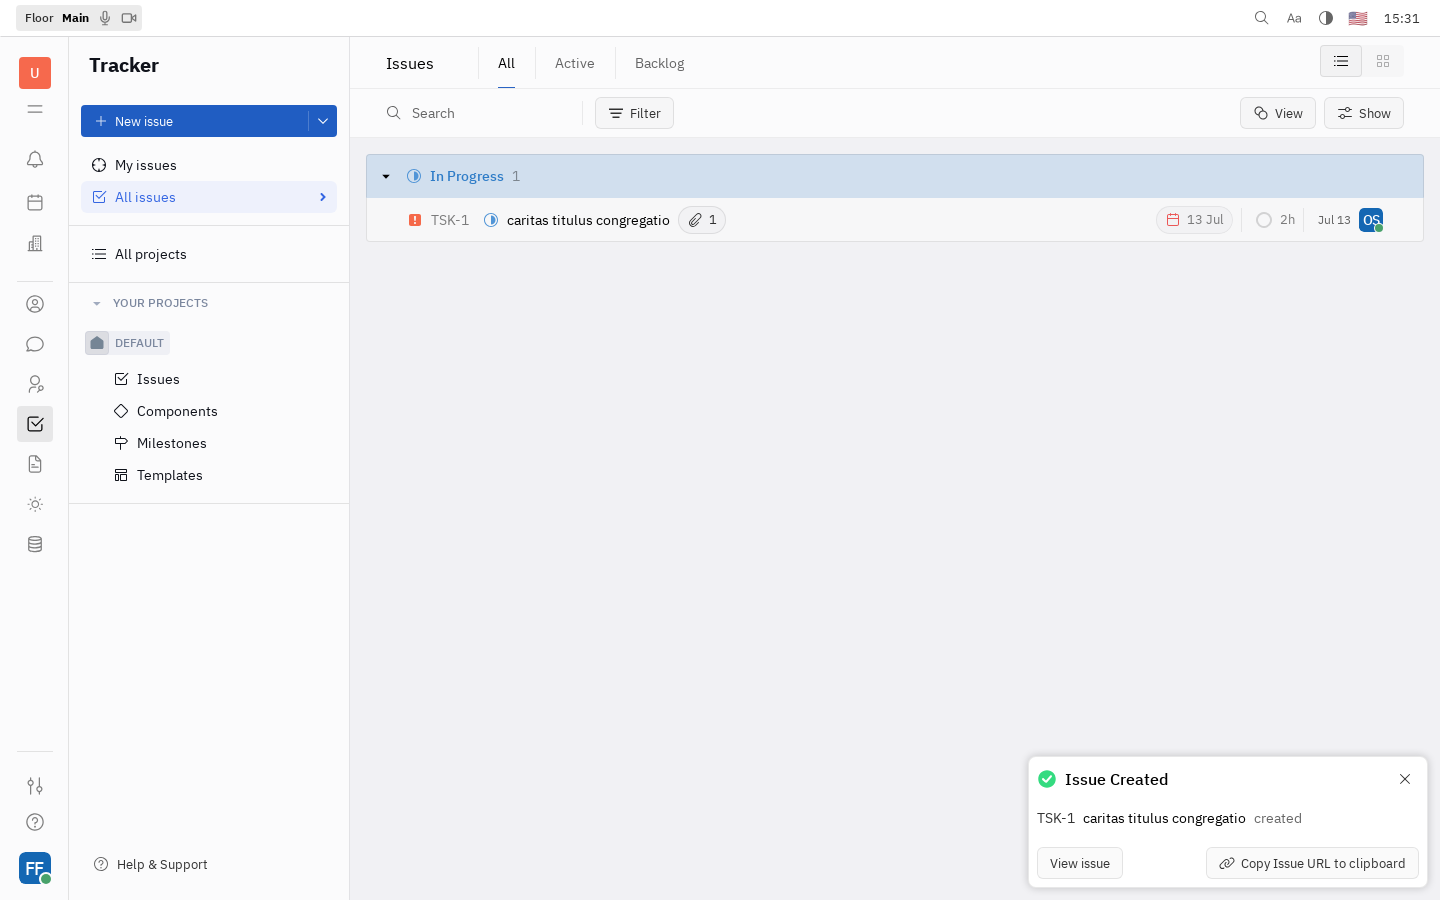 Floor Main
Aa
15:31
U
Tracker
New issue
My issues
All issues
All projects
YOUR PROJECTS
DEFAULT
Issues
Components
Milestones
Templates
Help & Support
FF
Issues
All
Active
Backlog
Search
Filter
View
Show
In Progress 1
TSK-1 caritas titulus congregatio 1 13 Jul 2h Jul 13 OS
Issue Created
TSK-1 caritas titulus congregatio created
View issue
Copy Issue URL to clipboard